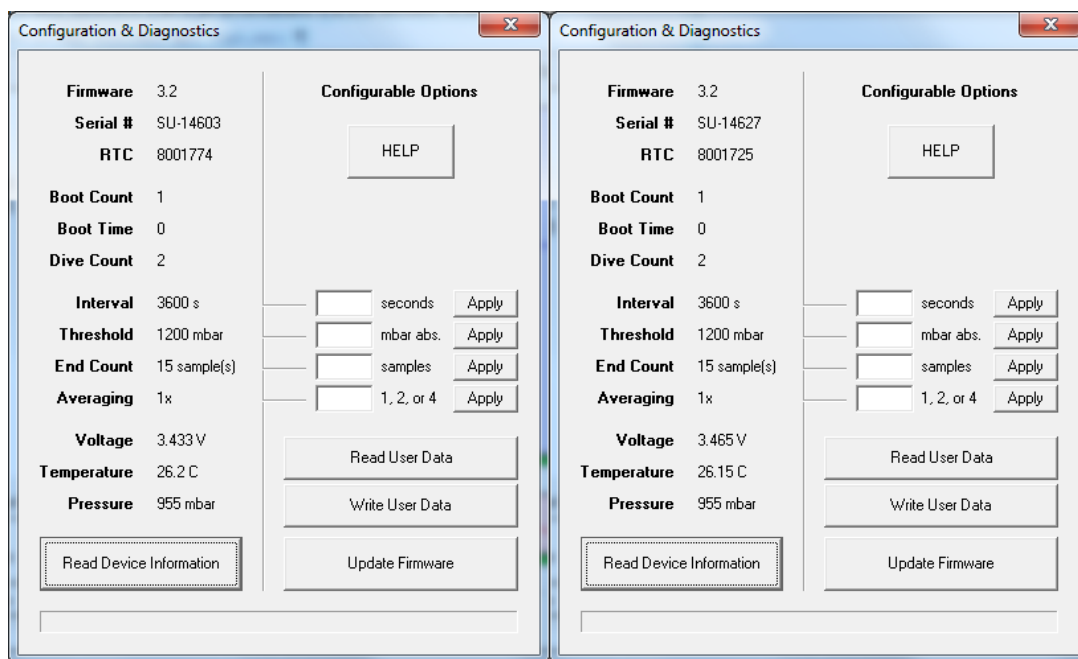 Configuration & Diagnostics
Firmware 3.2
Serial # SU-14603
RTC 8001774
Boot Count 1
Boot Time 0
Dive Count 2
Interval 3600 s
Threshold 1200 mbar
End Count 15 sample(s)
Averaging 1x
Voltage 3.433 V
Temperature 26.2 C
Pressure 955 mbar
Read Device Information
Configurable Options
HELP
seconds Apply
mbar abs. Apply
samples Apply
1, 2, or 4 Apply
Read User Data
Write User Data
Update Firmware
Configuration & Diagnostics
Firmware 3.2
Serial # SU-14627
RTC 8001725
Boot Count 1
Boot Time 0
Dive Count 2
Interval 3600 s
Threshold 1200 mbar
End Count 15 sample(s)
Averaging 1x
Voltage 3.465 V
Temperature 26.15 C
Pressure 955 mbar
Read Device Information
Configurable Options
HELP
seconds Apply
mbar abs. Apply
samples Apply
1, 2, or 4 Apply
Read User Data
Write User Data
Update Firmware